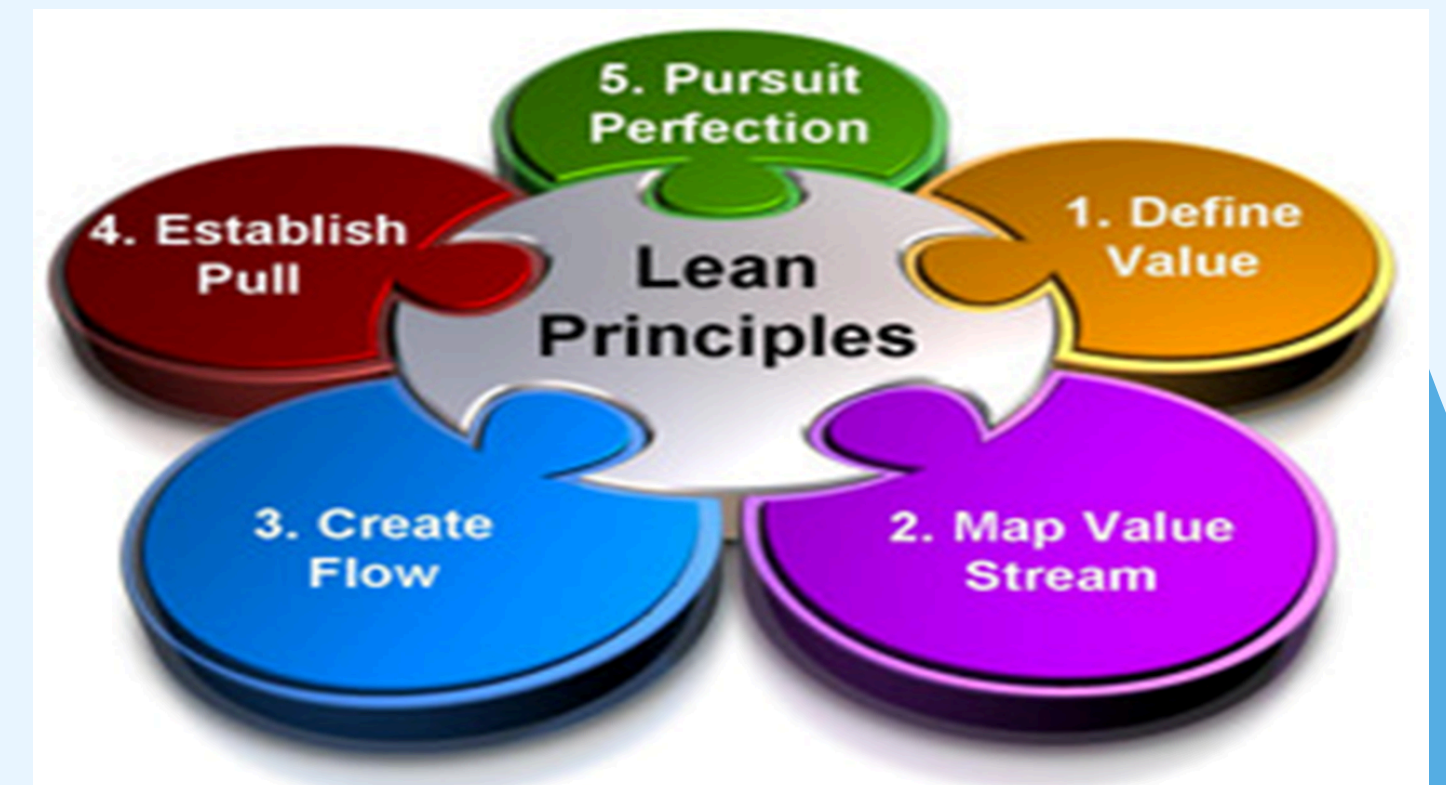 Lean
Principles
1. Define
Value
2. Map Value
Stream
3. Create
Flow
4. Establish
Pull
5. Pursuit
Perfection